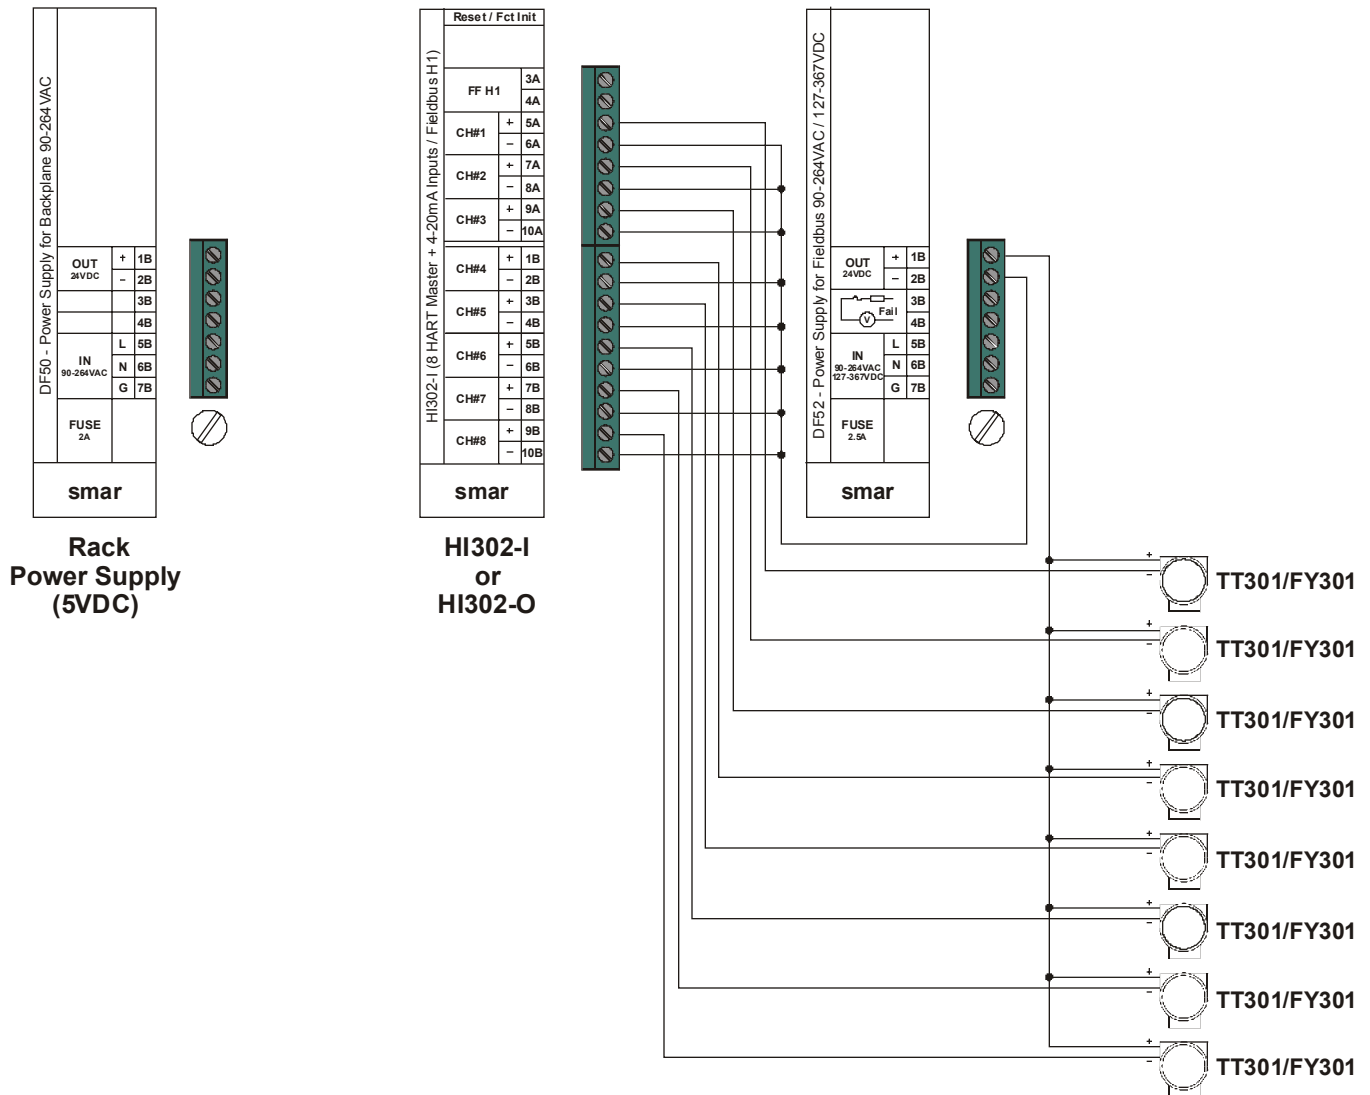 DF50 - Power Supply for Backplane 90-264 VAC
OUT
24VDC
+ 1B
− 2B
3B
4B
IN
90-264VAC
L 5B
N 6B
G 7B
FUSE
2A
smar
Rack
Power Supply
(5VDC)
Reset / Fct Init
HI302-I (8 HART Master + 4-20mA Inputs / Fieldbus H1)
FF H1
3A
4A
CH#1
+ 5A
− 6A
CH#2
+ 7A
− 8A
CH#3
+ 9A
− 10A
CH#4
+ 1B
− 2B
CH#5
+ 3B
− 4B
CH#6
+ 5B
− 6B
CH#7
+ 7B
− 8B
CH#8
+ 9B
− 10B
smar
HI302-I
or
HI302-O
DF52 - Power Supply for Fieldbus 90-264VAC / 127-367VDC
OUT
24VDC
+ 1B
− 2B
Fail
V
3B
4B
IN
90-264VAC
127-367VDC
L 5B
N 6B
G 7B
FUSE
2.5A
smar
+
− TT301/FY301
+
− TT301/FY301
+
− TT301/FY301
+
− TT301/FY301
+
− TT301/FY301
+
− TT301/FY301
+
− TT301/FY301
+
− TT301/FY301